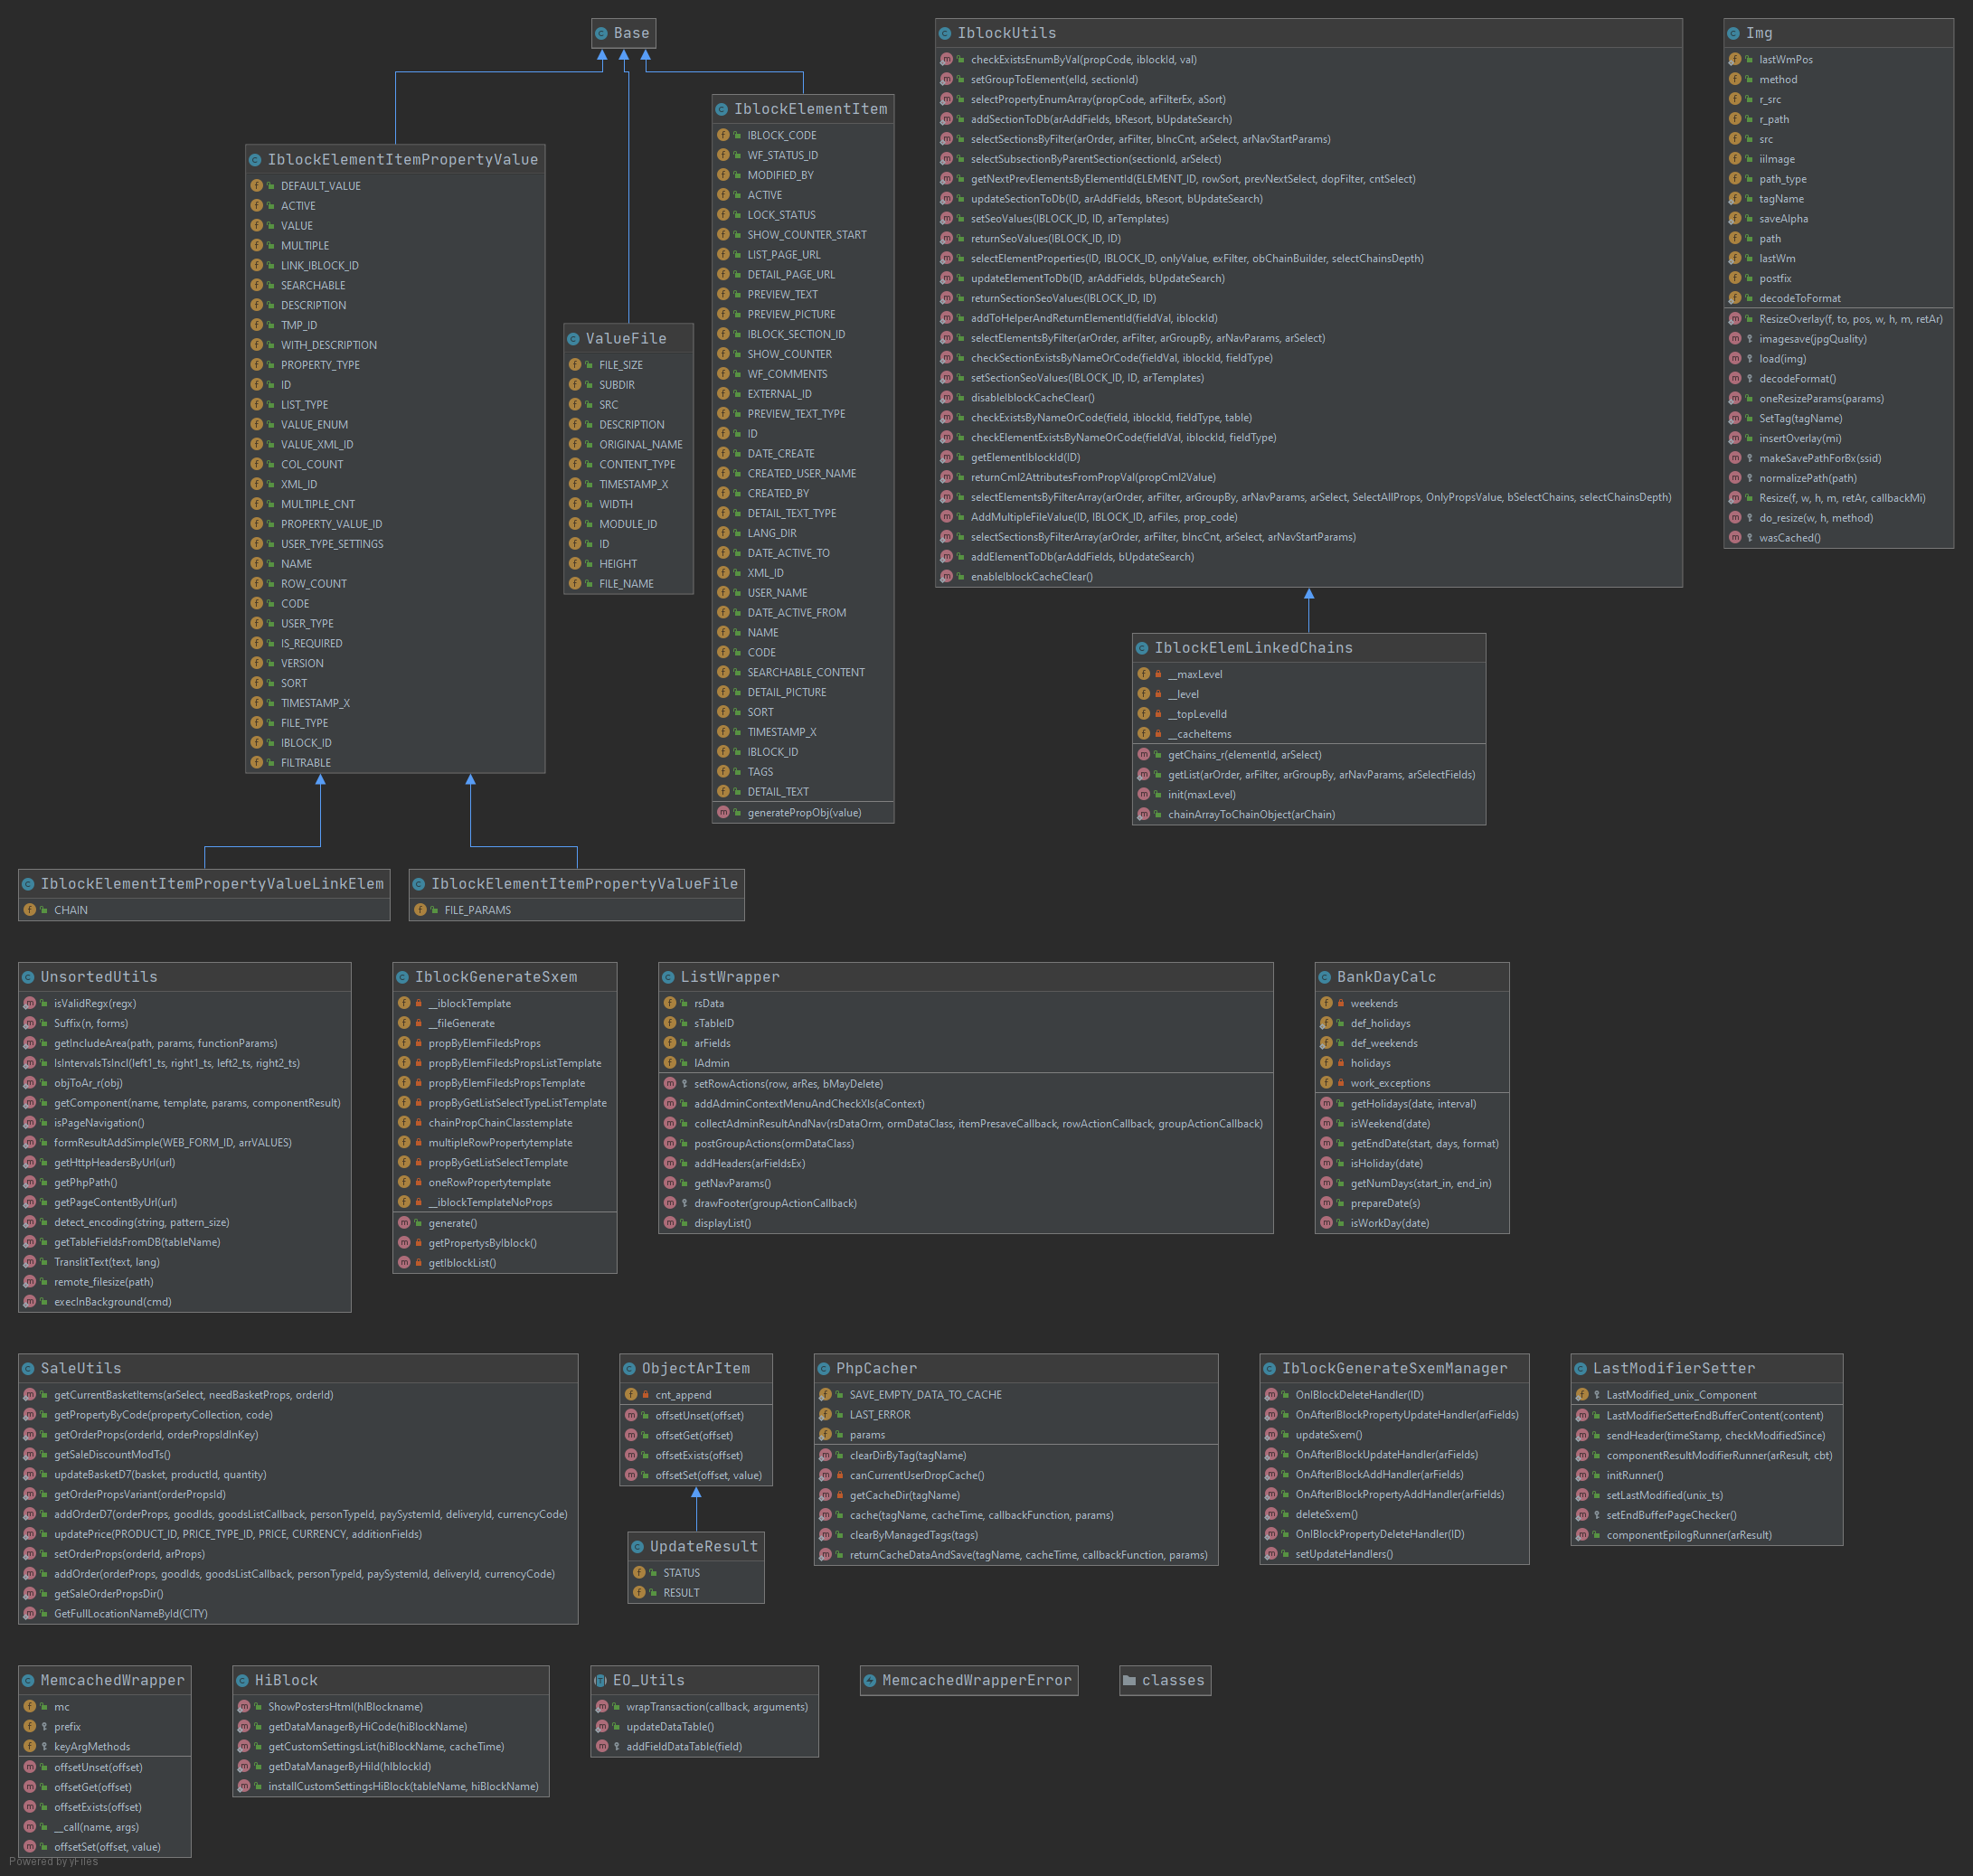 Base
IblockElementItemPropertyValue
DEFAULT_VALUE
ACTIVE
VALUE
MULTIPLE
LINK_IBLOCK_ID
SEARCHABLE
DESCRIPTION
TMP_ID
WITH_DESCRIPTION
PROPERTY_TYPE
ID
LIST_TYPE
VALUE_ENUM
VALUE_XML_ID
COL_COUNT
XML_ID
MULTIPLE_CNT
PROPERTY_VALUE_ID
USER_TYPE_SETTINGS
NAME
ROW_COUNT
CODE
USER_TYPE
IS_REQUIRED
VERSION
SORT
TIMESTAMP_X
FILE_TYPE
IBLOCK_ID
FILTRABLE
ValueFile
FILE_SIZE
SUBDIR
SRC
DESCRIPTION
ORIGINAL_NAME
CONTENT_TYPE
TIMESTAMP_X
WIDTH
MODULE_ID
ID
HEIGHT
FILE_NAME
IblockElementItem
IBLOCK_CODE
WF_STATUS_ID
MODIFIED_BY
ACTIVE
LOCK_STATUS
SHOW_COUNTER_START
LIST_PAGE_URL
DETAIL_PAGE_URL
PREVIEW_TEXT
PREVIEW_PICTURE
IBLOCK_SECTION_ID
SHOW_COUNTER
WF_COMMENTS
EXTERNAL_ID
PREVIEW_TEXT_TYPE
ID
DATE_CREATE
CREATED_USER_NAME
CREATED_BY
DETAIL_TEXT_TYPE
LANG_DIR
DATE_ACTIVE_TO
XML_ID
USER_NAME
DATE_ACTIVE_FROM
NAME
CODE
SEARCHABLE_CONTENT
DETAIL_PICTURE
SORT
TIMESTAMP_X
IBLOCK_ID
TAGS
DETAIL_TEXT
generatePropObj(value)
IblockUtils
checkExistsEnumByVal(propCode, iblockId, val)
setGroupToElement(elId, sectionId)
selectPropertyEnumArray(propCode, arFilterEx, aSort)
addSectionToDb(arAddFields, bResort, bUpdateSearch)
selectSectionsByFilter(arOrder, arFilter, bIncCnt, arSelect, arNavStartParams)
selectSubsectionByParentSection(sectionId, arSelect)
getNextPrevElementsByElementId(ELEMENT_ID, rowSort, prevNextSelect, dopFilter, cntSelect)
updateSectionToDb(ID, arAddFields, bResort, bUpdateSearch)
setSeoValues(IBLOCK_ID, ID, arTemplates)
returnSeoValues(IBLOCK_ID, ID)
selectElementProperties(ID, IBLOCK_ID, onlyValue, exFilter, obChainBuilder, selectChainsDepth)
updateElementToDb(ID, arAddFields, bUpdateSearch)
returnSectionSeoValues(IBLOCK_ID, ID)
addToHelperAndReturnElementId(fieldVal, iblockId)
selectElementsByFilter(arOrder, arFilter, arGroupBy, arNavParams, arSelect)
checkSectionExistsByNameOrCode(fieldVal, iblockId, fieldType)
setSectionSeoValues(IBLOCK_ID, ID, arTemplates)
disableIblockCacheClear()
checkExistsByNameOrCode(field, iblockId, fieldType, table)
checkElementExistsByNameOrCode(fieldVal, iblockId, fieldType)
getElementIblockId(ID)
returnCml2AttributesFromPropVal(propCml2Value)
selectElementsByFilterArray(arOrder, arFilter, arGroupBy, arNavParams, arSelect, SelectAllProps, OnlyPropsValue, bSelectChains, selectChainsDepth)
AddMultipleFileValue(ID, IBLOCK_ID, arFiles, prop_code)
selectSectionsByFilterArray(arOrder, arFilter, bIncCnt, arSelect, arNavStartParams)
addElementToDb(arAddFields, bUpdateSearch)
enableIblockCacheClear()
Img
lastWmPos
method
r_src
r_path
src
iiImage
path_type
tagName
saveAlpha
path
lastWm
postfix
decodeToFormat
ResizeOverlay(f, to, pos, w, h, m, retAr)
imagesave(jpgQuality)
load(img)
decodeFormat()
oneResizeParams(params)
SetTag(tagName)
insertOverlay(mi)
makeSavePathForBx(ssid)
normalizePath(path)
Resize(f, w, h, m, retAr, callbackMi)
do_resize(w, h, method)
wasCached()
IblockElemLinkedChains
__maxLevel
__level
__topLevelId
__cacheItems
getChains_r(elementId, arSelect)
getList(arOrder, arFilter, arGroupBy, arNavParams, arSelectFields)
init(maxLevel)
chainArrayToChainObject(arChain)
IblockElementItemPropertyValueLinkElem
CHAIN
IblockElementItemPropertyValueFile
FILE_PARAMS
UnsortedUtils
isValidRegx(regx)
Suffix(n, forms)
getIncludeArea(path, params, functionParams)
IsIntervalsTsIncl(left1_ts, right1_ts, left2_ts, right2_ts)
objToAr_r(obj)
getComponent(name, template, params, componentResult)
isPageNavigation()
formResultAddSimple(WEB_FORM_ID, arrVALUES)
getHttpHeadersByUrl(url)
getPhpPath()
getPageContentByUrl(url)
detect_encoding(string, pattern_size)
getTableFieldsFromDB(tableName)
TranslitText(text, lang)
remote_filesize(path)
execInBackground(cmd)
IblockGenerateSxem
__iblockTemplate
__fileGenerate
propByElemFiledsProps
propByElemFiledsPropsListTemplate
propByElemFiledsPropsTemplate
propByGetListSelectTypeListTemplate
chainPropChainClasstemplate
multipleRowPropertytemplate
propByGetListSelectTemplate
oneRowPropertytemplate
__iblockTemplateNoProps
generate()
getPropertysByIblock()
getIblockList()
ListWrapper
rsData
sTableID
arFields
lAdmin
setRowActions(row, arRes, bMayDelete)
addAdminContextMenuAndCheckXls(aContext)
collectAdminResultAndNav(rsDataOrm, ormDataClass, itemPresaveCallback, rowActionCallback, groupActionCallback)
postGroupActions(ormDataClass)
addHeaders(arFieldsEx)
getNavParams()
drawFooter(groupActionCallback)
displayList()
BankDayCalc
weekends
def_holidays
def_weekends
holidays
work_exceptions
getHolidays(date, interval)
isWeekend(date)
getEndDate(start, days, format)
isHoliday(date)
getNumDays(start_in, end_in)
prepareDate(s)
isWorkDay(date)
SaleUtils
getCurrentBasketItems(arSelect, needBasketProps, orderId)
getPropertyByCode(propertyCollection, code)
getOrderProps(orderId, orderPropsIdInKey)
getSaleDiscountModTs()
updateBasketD7(basket, productId, quantity)
getOrderPropsVariant(orderPropsId)
addOrderD7(orderProps, goodIds, goodsListCallback, personTypeId, paySystemId, deliveryId, currencyCode)
updatePrice(PRODUCT_ID, PRICE_TYPE_ID, PRICE, CURRENCY, additionFields)
setOrderProps(orderId, arProps)
addOrder(orderProps, goodIds, goodsListCallback, personTypeId, paySystemId, deliveryId, currencyCode)
getSaleOrderPropsDir()
GetFullLocationNameById(CITY)
ObjectArItem
cnt_append
offsetUnset(offset)
offsetGet(offset)
offsetExists(offset)
offsetSet(offset, value)
UpdateResult
STATUS
RESULT
PhpCacher
SAVE_EMPTY_DATA_TO_CACHE
LAST_ERROR
params
clearDirByTag(tagName)
canCurrentUserDropCache()
getCacheDir(tagName)
cache(tagName, cacheTime, callbackFunction, params)
clearByManagedTags(tags)
returnCacheDataAndSave(tagName, cacheTime, callbackFunction, params)
IblockGenerateSxemManager
OnIBlockDeleteHandler(ID)
OnAfterIBlockPropertyUpdateHandler(arFields)
updateSxem()
OnAfterIBlockUpdateHandler(arFields)
OnAfterIBlockAddHandler(arFields)
OnAfterIBlockPropertyAddHandler(arFields)
deleteSxem()
OnIBlockPropertyDeleteHandler(ID)
setUpdateHandlers()
LastModifierSetter
LastModified_unix_Component
LastModifierSetterEndBufferContent(content)
sendHeader(timeStamp, checkModifiedSince)
componentResultModifierRunner(arResult, cbt)
initRunner()
setLastModified(unix_ts)
setEndBufferPageChecker()
componentEpilogRunner(arResult)
MemcachedWrapper
mc
prefix
keyArgMethods
offsetUnset(offset)
offsetGet(offset)
offsetExists(offset)
__call(name, args)
offsetSet(offset, value)
HiBlock
ShowPostersHtml(hlBlockname)
getDataManagerByHiCode(hiBlockName)
getCustomSettingsList(hiBlockName, cacheTime)
getDataManagerByHiId(hlblockId)
installCustomSettingsHiBlock(tableName, hiBlockName)
EO_Utils
wrapTransaction(callback, arguments)
updateDataTable()
addFieldDataTable(field)
MemcachedWrapperError
classes
Powered by yFiles